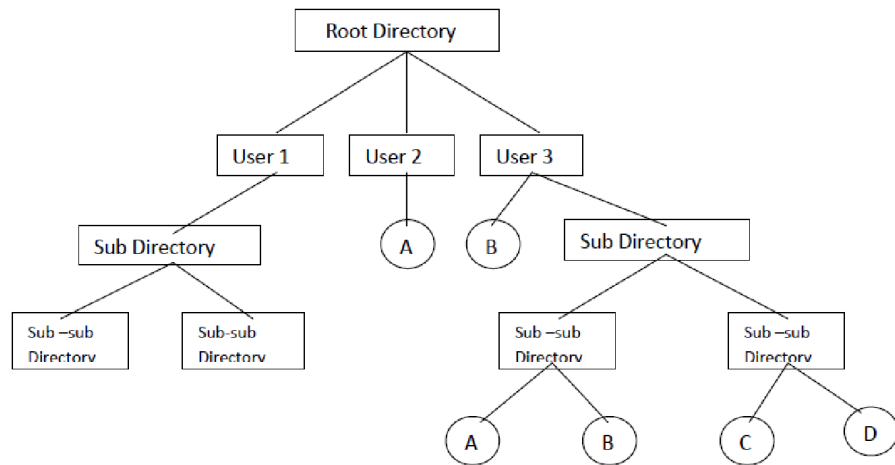 Root Directory
User 1
User 2
User 3
Sub Directory
A
B
Sub Directory
Sub –sub
Directory
Sub-sub
Directory
Sub –sub
Directory
Sub –sub
Directory
A
B
C
D